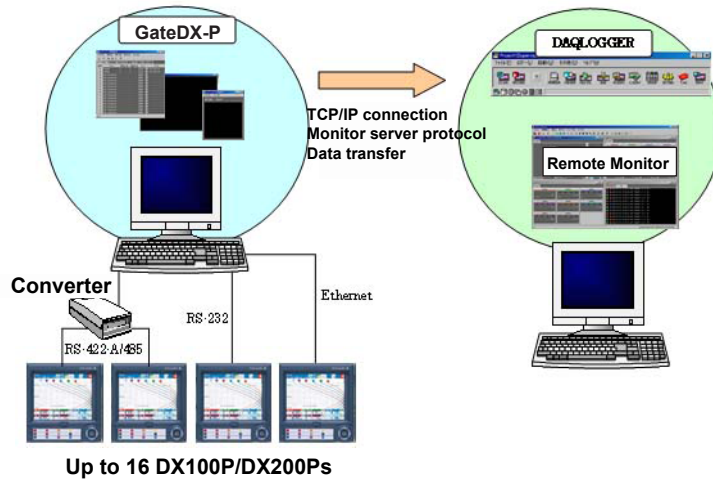 GateDX-P
DAQLOGGER
TCP/IP connection
Monitor server protocol
Data transfer
Remote Monitor
Converter
Ethernet
RS-232
RS-422-A/485
Up to 16 DX100P/DX200Ps